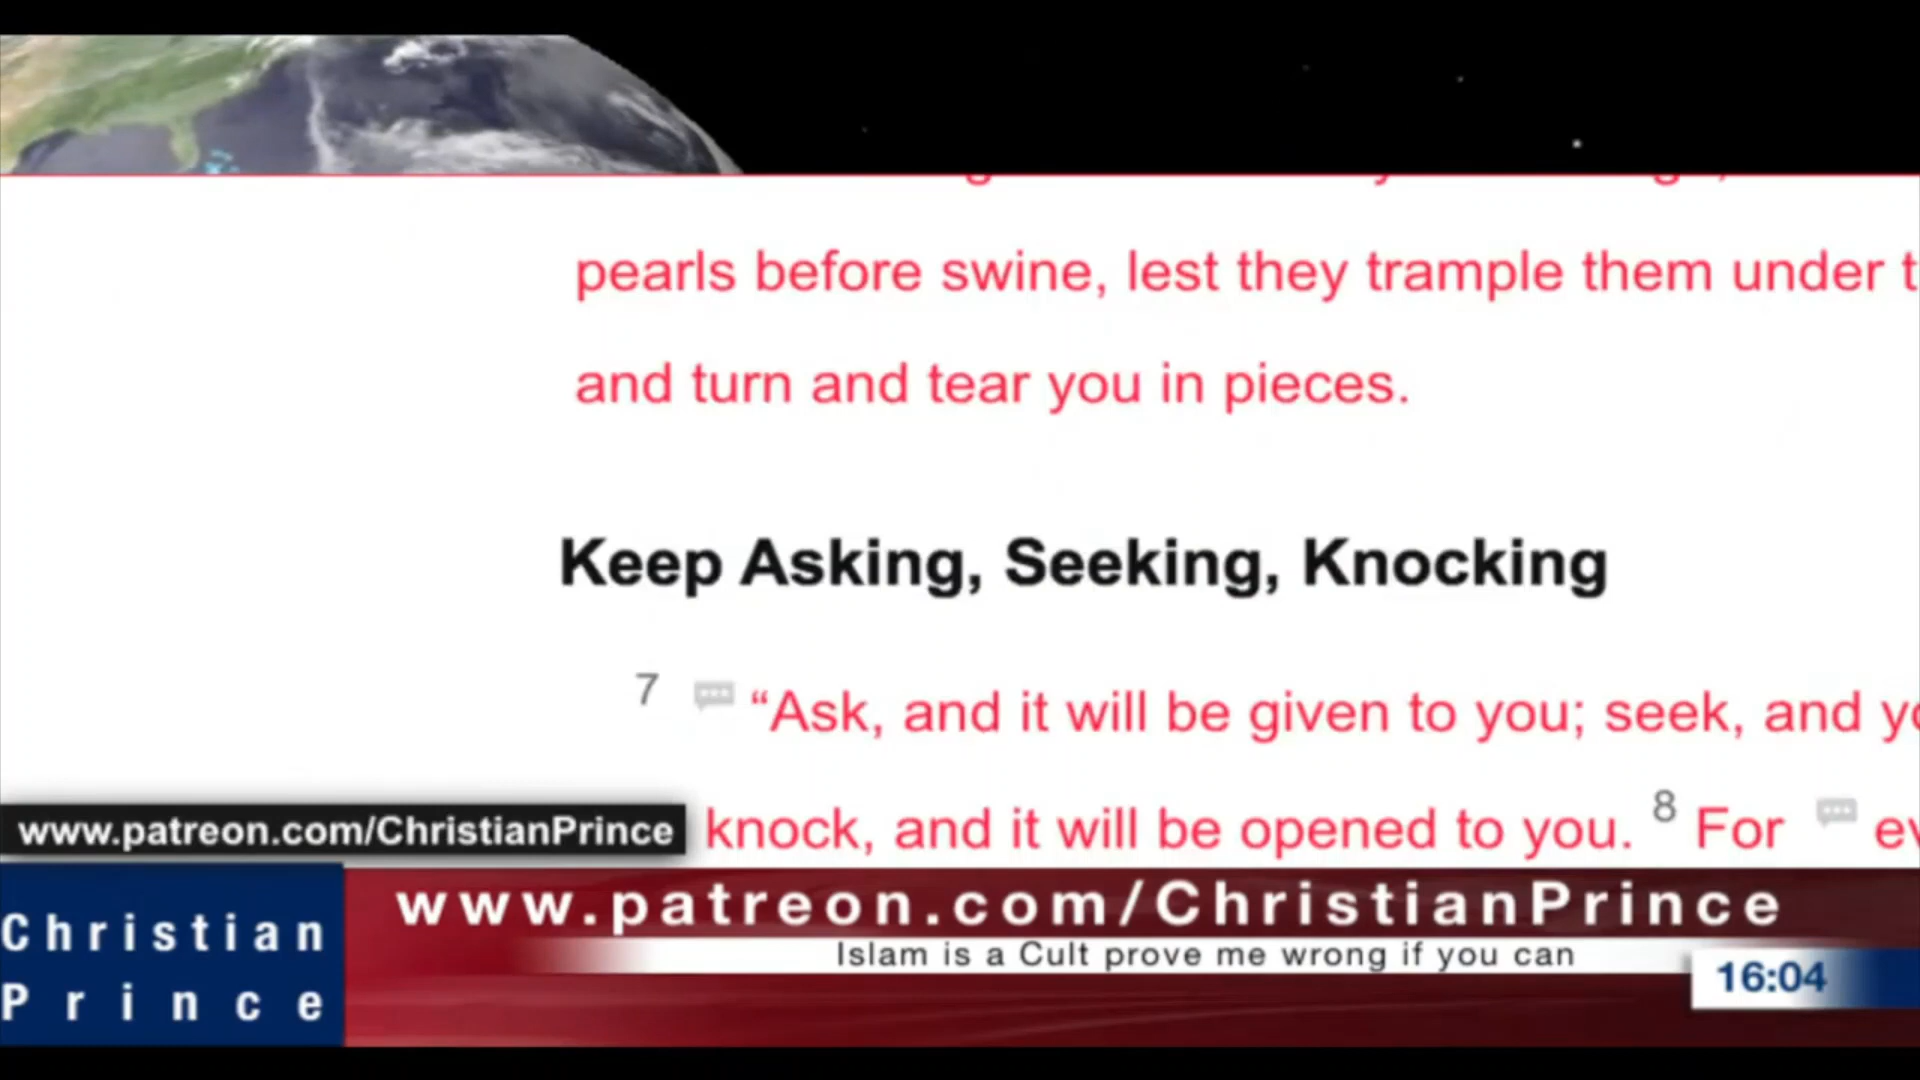 pearls before swine, lest they trample them under
and turn and tear you in pieces.
Keep Asking, Seeking, Knocking
7 “Ask, and it will be given to you; seek, and
knock, and it will be opened to you. 8 For
www.patreon.com/ChristianPrince
Christian
Prince
www.patreon.com/ChristianPrince
Islam is a Cult prove me wrong if you can
16:04